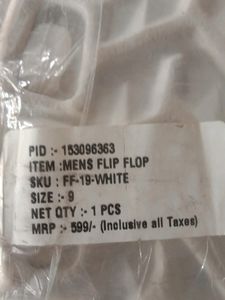 PID :- 153096363
ITEM :MENS FLIP FLOP
SKU : FF-19-WHITE
SIZE :- 9
NET QTY :- 1 PCS
MRP :- 599/- (Inclusive all Taxes)